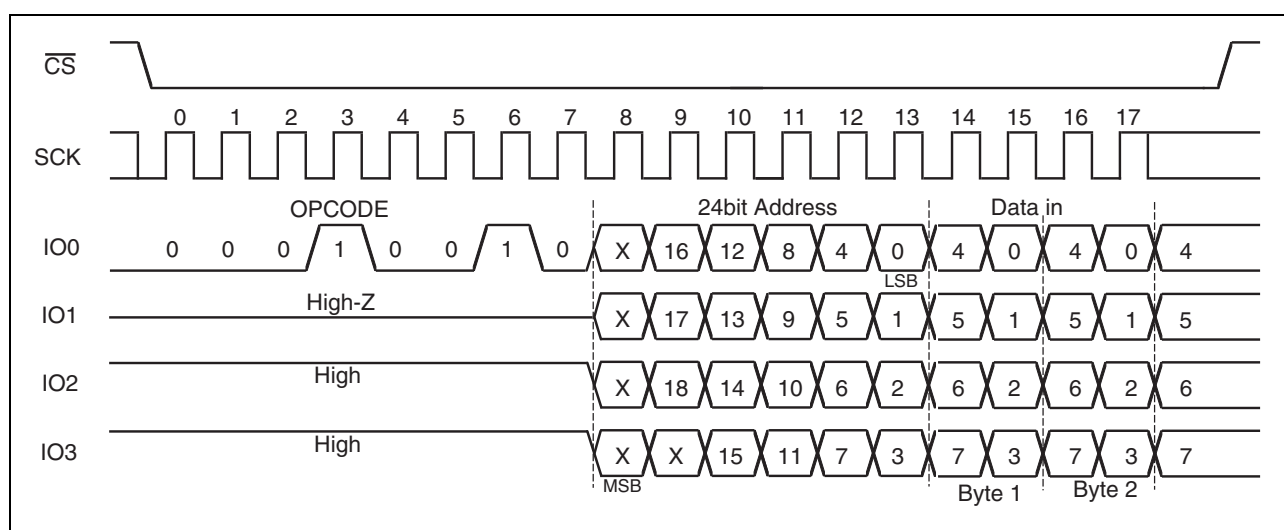 CS
0 1 2 3 4 5 6 7 8 9 10 11 12 13 14 15 16 17
SCK
OPCODE 24bit Address Data in
IO0 0 0 0 1 0 0 1 0 X 16 12 8 4 0 4 0 4 0 4
LSB
IO1 High-Z X 17 13 9 5 1 5 1 5 1 5
IO2 High X 18 14 10 6 2 6 2 6 2 6
IO3 High X X 15 11 7 3 7 3 7 3 7
MSB Byte 1 Byte 2